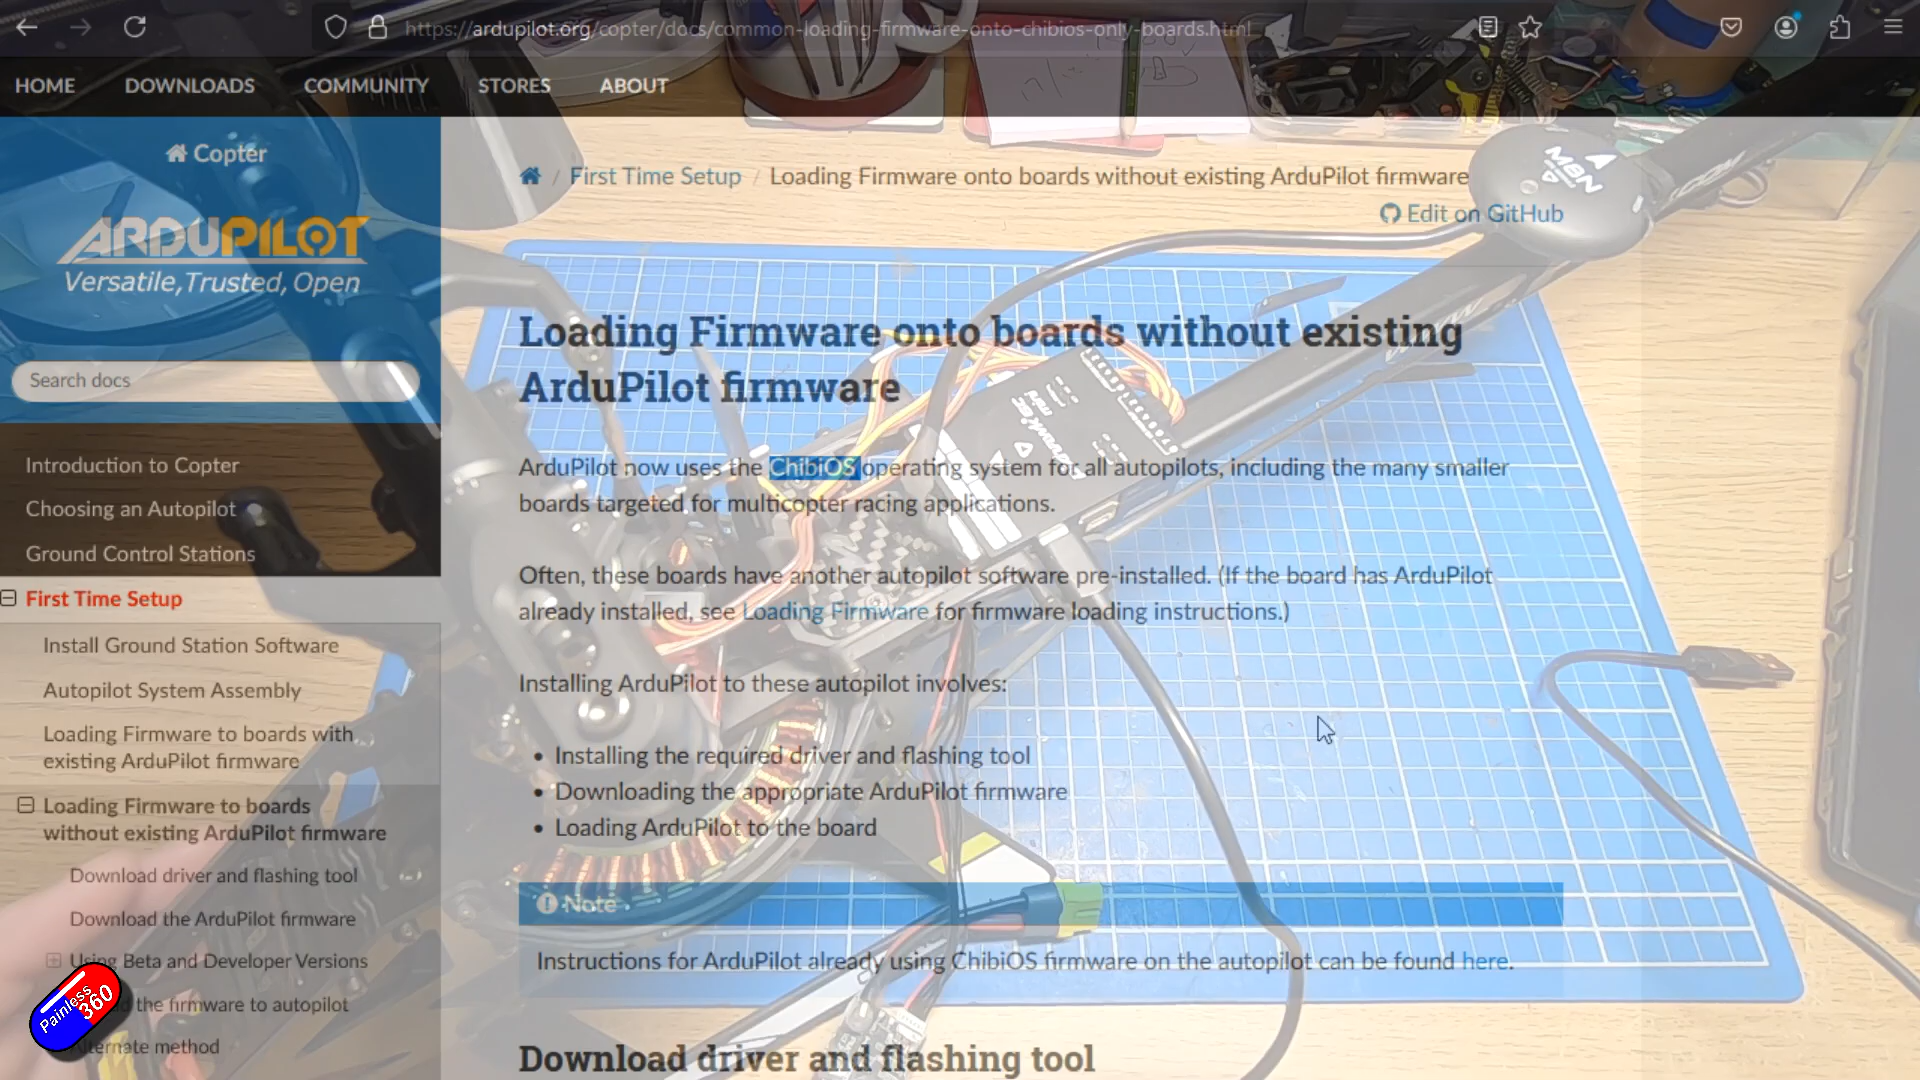 https://ardupilot.org/copter/docs/common-loading-firmware-onto-chibios-only-boards.html
HOME DOWNLOADS COMMUNITY STORES ABOUT
Copter
ARDUPILOT
Versatile, Trusted, Open
Search docs
Introduction to Copter
Choosing an Autopilot
Ground Control Stations
First Time Setup
Install Ground Station Software
Autopilot System Assembly
Loading Firmware to boards with
existing ArduPilot firmware
Loading Firmware to boards
without existing ArduPilot firmware
Download driver and flashing tool
Download the ArduPilot firmware
Using Beta and Developer Versions
the firmware to autopilot
Alternate method
Painless
360
/ First Time Setup / Loading Firmware onto boards without existing ArduPilot firmware
Edit on GitHub
Loading Firmware onto boards without existing
ArduPilot firmware
ArduPilot now uses the ChibiOS operating system for all autopilots, including the many smaller
boards targeted for multicopter racing applications.
Often, these boards have another autopilot software pre-installed. (If the board has ArduPilot
already installed, see Loading Firmware for firmware loading instructions.)
Installing ArduPilot to these autopilot involves:
• Installing the required driver and flashing tool
• Downloading the appropriate ArduPilot firmware
• Loading ArduPilot to the board
Note
Instructions for ArduPilot already using ChibiOS firmware on the autopilot can be found here.
Download driver and flashing tool
M8N